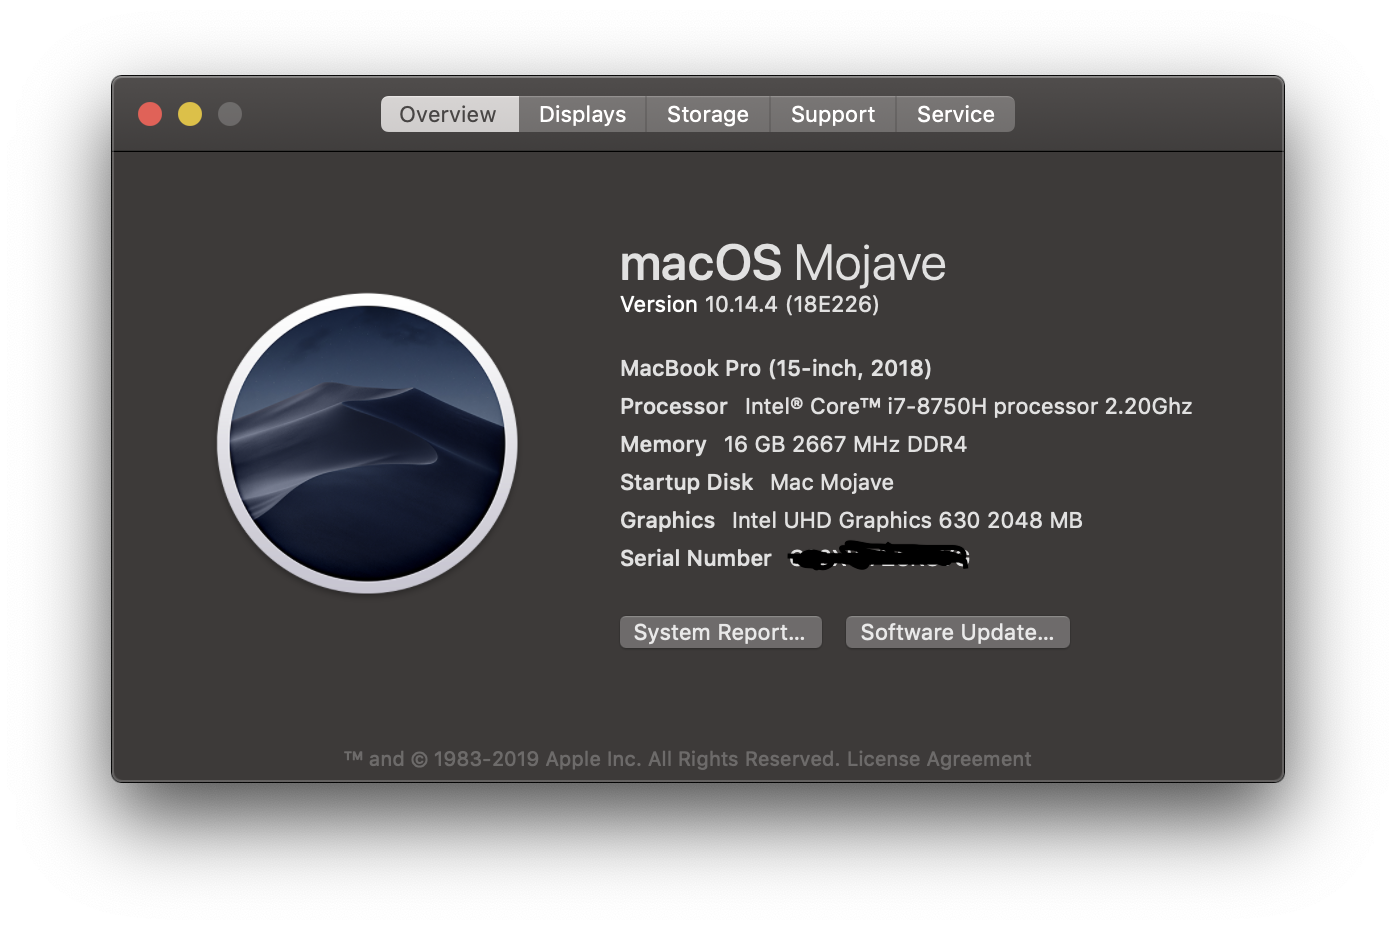 Overview Displays Storage Support Service
macOS Mojave
Version 10.14.4 (18E226)
MacBook Pro (15-inch, 2018)
Processor Intel® Core™ i7-8750H processor 2.20Ghz
Memory 16 GB 2667 MHz DDR4
Startup Disk Mac Mojave
Graphics Intel UHD Graphics 630 2048 MB
Serial Number
System Report... Software Update...
™ and © 1983-2019 Apple Inc. All Rights Reserved. License Agreement